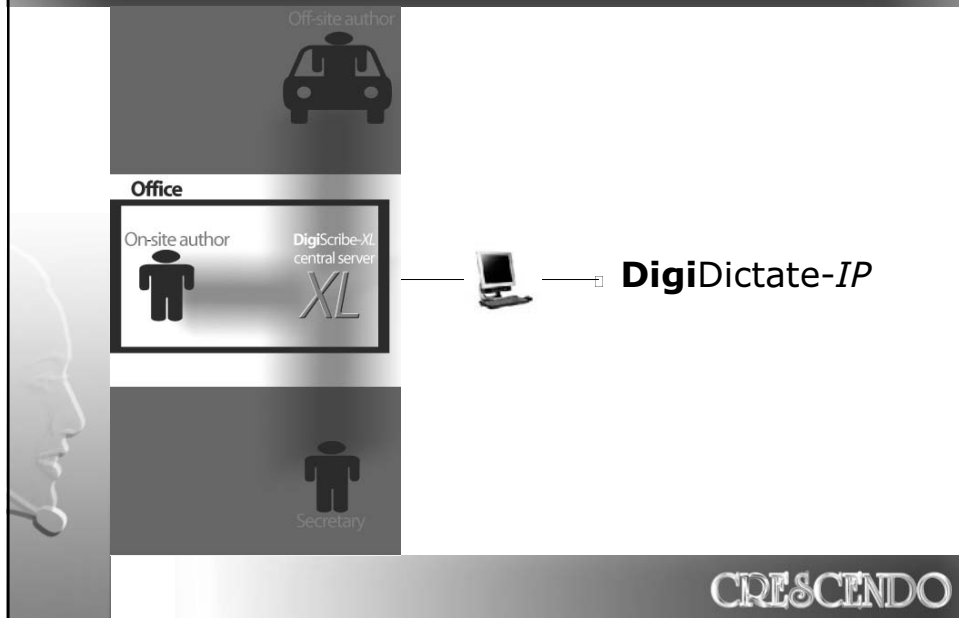 Off-site author
Office
On-site author
DigiScribe-XL
central server
XL
DigiDictate-IP
Secretary
CRESCENDO